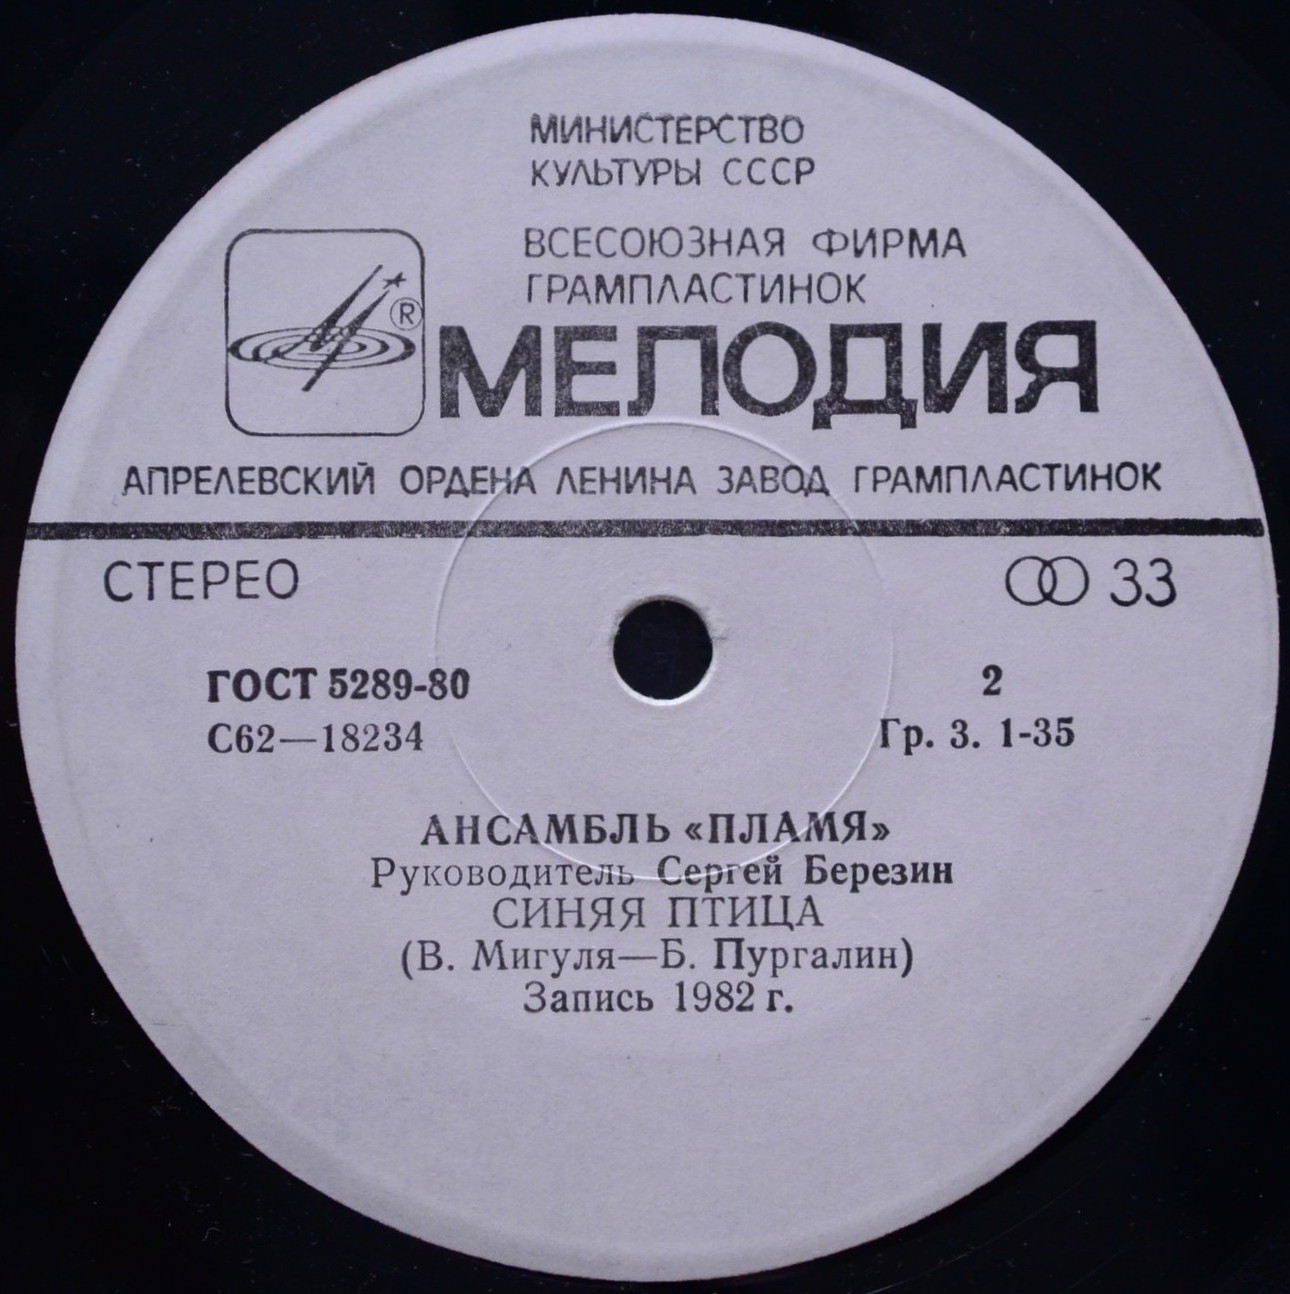 МИНИСТЕРСТВО
КУЛЬТУРЫ СССР
ВСЕСОЮЗНАЯ ФИРМА
ГРАМПЛАСТИНОК
®
МЕЛОДИЯ
АПРЕЛЕВСКИЙ ОРДЕНА ЛЕНИНА ЗАВОД ГРАМПЛАСТИНОК
СТЕРЕО 33
ГОСТ 5289-80 2
С62—18234 Гр. 3. 1-35
АНСАМБЛЬ «ПЛАМЯ»
Руководитель Сергей Березин
СИНЯЯ ПТИЦА
(В. Мигуля—Б. Пургалин)
Запись 1982 г.